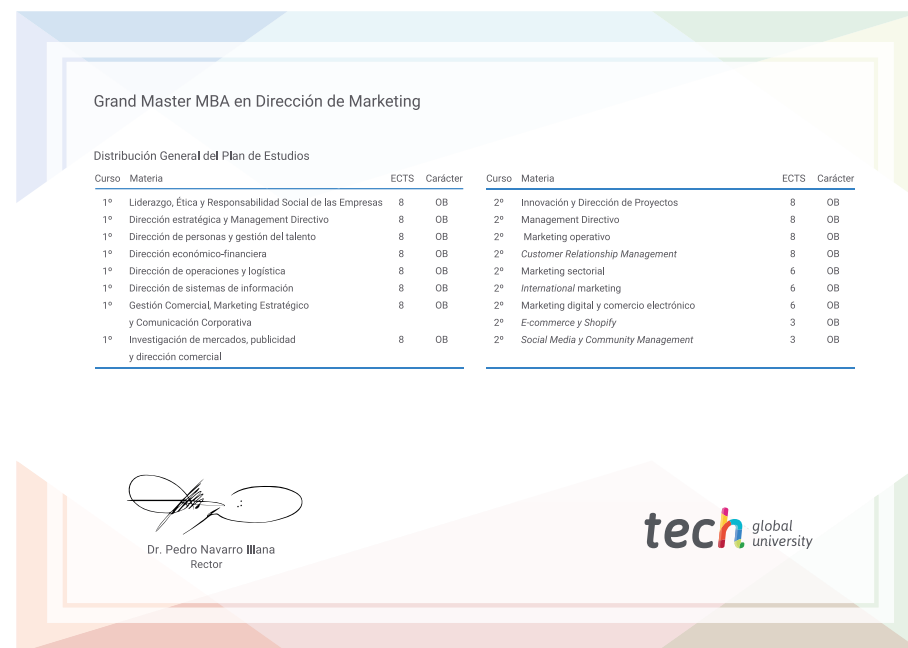 Grand Master MBA en Dirección de Marketing
Distribución General del Plan de Estudios
Curso Materia ECTS Carácter
1º Liderazgo, Ética y Responsabilidad Social de las Empresas 8 OB
1º Dirección estratégica y Management Directivo 8 OB
1º Dirección de personas y gestión del talento 8 OB
1º Dirección económico-financiera 8 OB
1º Dirección de operaciones y logística 8 OB
1º Dirección de sistemas de información 8 OB
1º Gestión Comercial, Marketing Estratégico 8 OB
y Comunicación Corporativa
1º Investigación de mercados, publicidad 8 OB
y dirección comercial
Curso Materia ECTS Carácter
2º Innovación y Dirección de Proyectos 8 OB
2º Management Directivo 8 OB
2º Marketing operativo 8 OB
2º Customer Relationship Management 8 OB
2º Marketing sectorial 6 OB
2º International marketing 6 OB
2º Marketing digital y comercio electrónico 6 OB
2º E-commerce y Shopify 3 OB
2º Social Media y Community Management 3 OB
Dr. Pedro Navarro Illana
Rector
tech global
university